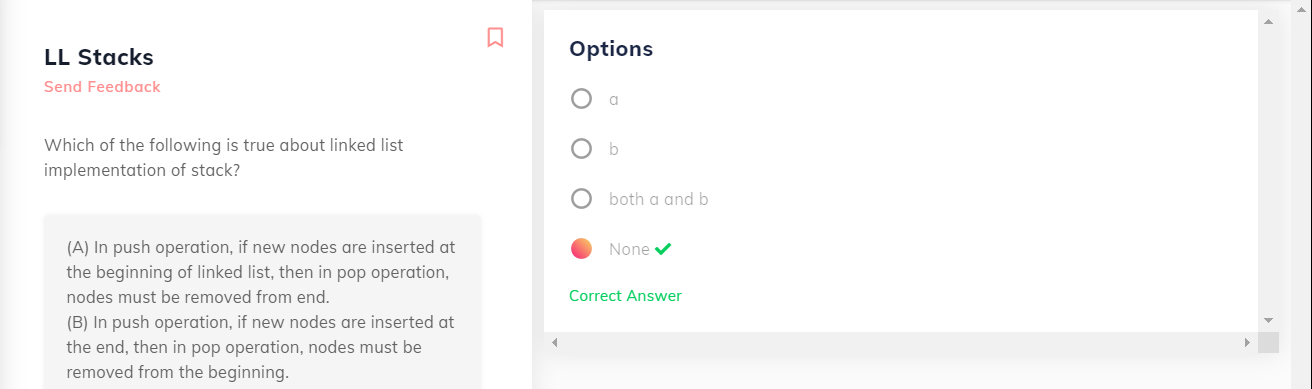 LL Stacks
Send Feedback
Which of the following is true about linked list
implementation of stack?
(A) In push operation, if new nodes are inserted at
the beginning of linked list, then in pop operation,
nodes must be removed from end.
(B) In push operation, if new nodes are inserted at
the end, then in pop operation, nodes must be
removed from the beginning.
Options
a
b
both a and b
None
Correct Answer